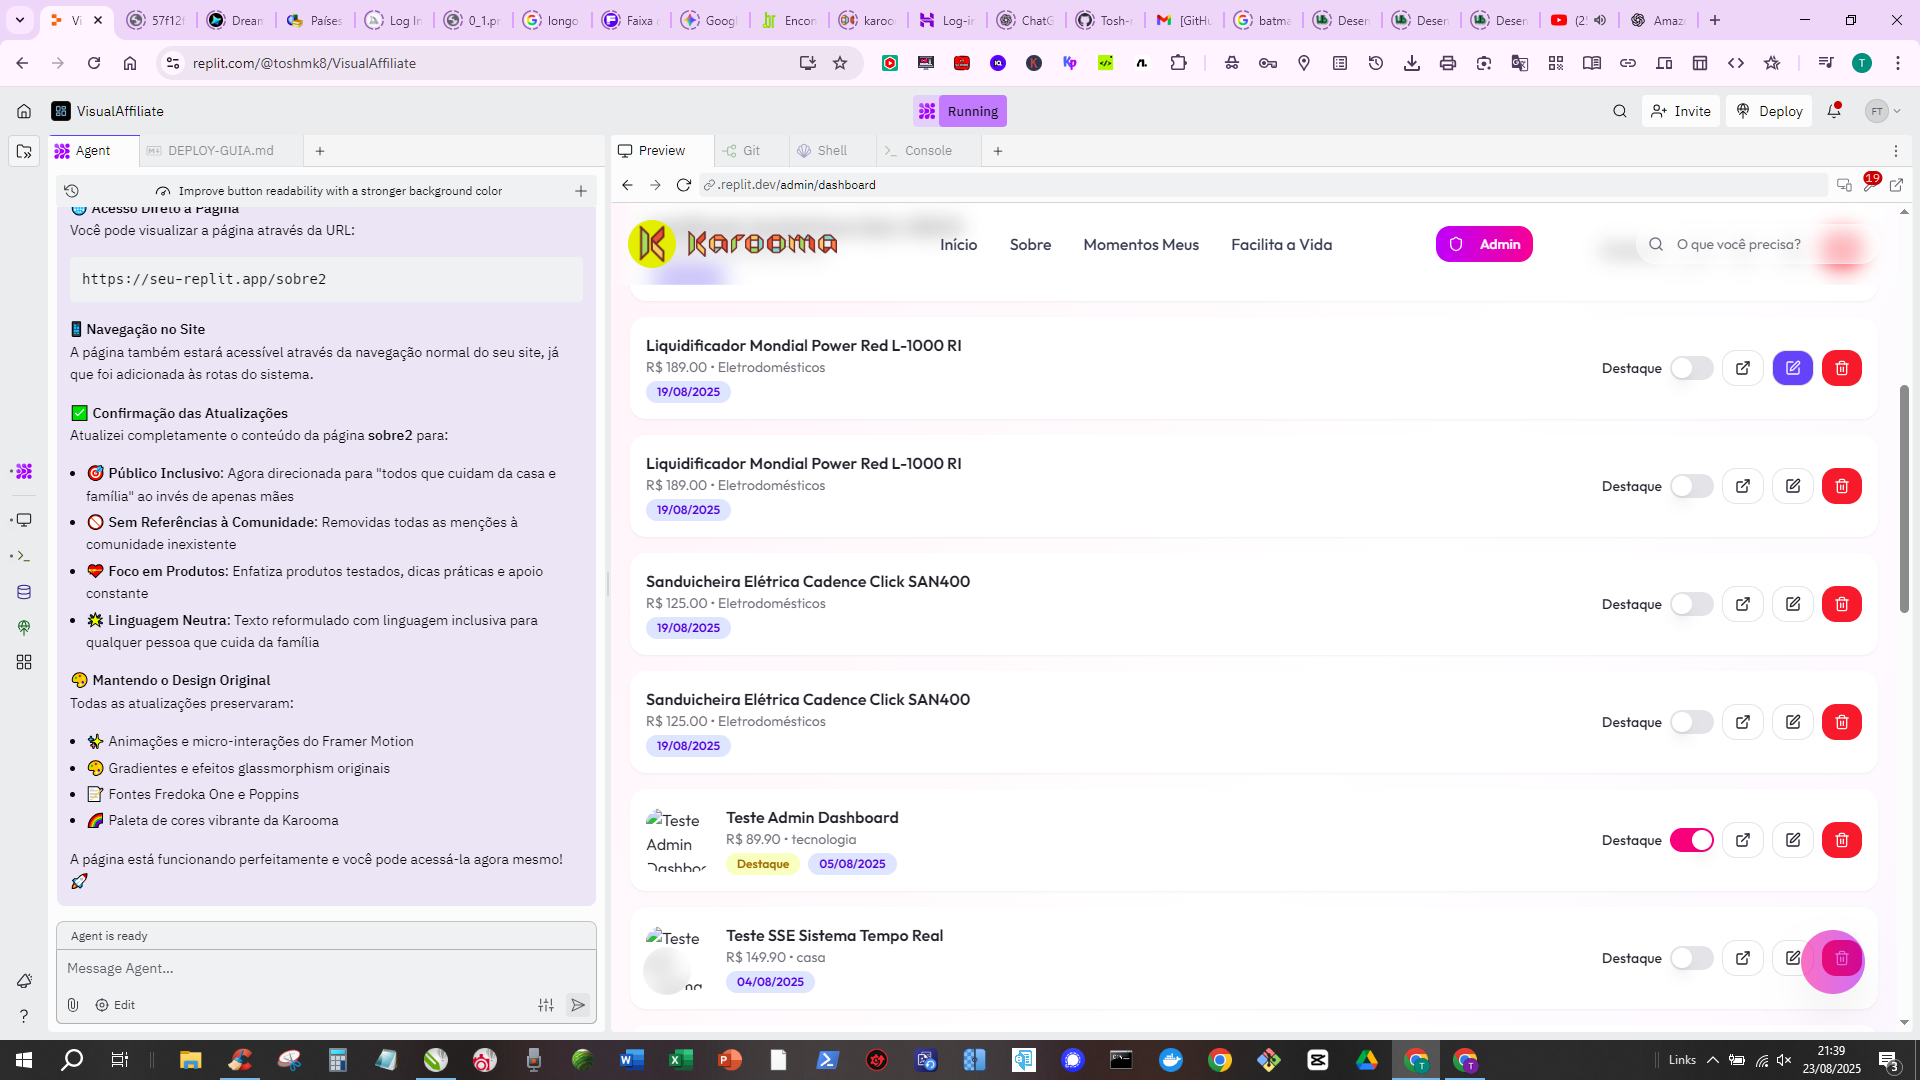 Vi
57f12f
Dream
Países
Log In
0_1.pr
longo
Faixa
Googl
Encon
karoo
Log-in
ChatG
Tosh-
[GitHu
batma
Desen
Desen
Desen
(2
Amaz
replit.com/@toshmk8/VisualAffiliate
VisualAffiliate
Running
Invite
Deploy
FT
Agent
DEPLOY-GUIA.md
Preview
Git
Shell
Console
Improve button readability with a stronger background color
.replit.dev/admin/dashboard
19
Acesso Direto à Página
Você pode visualizar a página através da URL:
https://seu-replit.app/sobre2
Navegação no Site
A página também estará acessível através da navegação normal do seu site, já
que foi adicionada às rotas do sistema.
Confirmação das Atualizações
Atualizei completamente o conteúdo da página sobre2 para:
Público Inclusivo: Agora direcionada para "todos que cuidam da casa e
família" ao invés de apenas mães
Sem Referências à Comunidade: Removidas todas as menções à
comunidade inexistente
Foco em Produtos: Enfatiza produtos testados, dicas práticas e apoio
constante
Linguagem Neutra: Texto reformulado com linguagem inclusiva para
qualquer pessoa que cuida da família
Mantendo o Design Original
Todas as atualizações preservaram:
Animações e micro-interações do Framer Motion
Gradientes e efeitos glassmorphism originais
Fontes Fredoka One e Poppins
Paleta de cores vibrante da Karooma
A página está funcionando perfeitamente e você pode acessá-la agora mesmo!
Agent is ready
Message Agent...
Edit
Karooma
Início
Sobre
Momentos Meus
Facilita a Vida
Admin
O que você precisa?
Liquidificador Mondial Power Red L-1000 RI
R$ 189.00 • Eletrodomésticos
19/08/2025
Destaque
Liquidificador Mondial Power Red L-1000 RI
R$ 189.00 • Eletrodomésticos
19/08/2025
Destaque
Sanduicheira Elétrica Cadence Click SAN400
R$ 125.00 • Eletrodomésticos
19/08/2025
Destaque
Sanduicheira Elétrica Cadence Click SAN400
R$ 125.00 • Eletrodomésticos
19/08/2025
Destaque
Teste
Admin
Dashboa
Teste Admin Dashboard
R$ 89.90 • tecnologia
Destaque
05/08/2025
Destaque
Teste
Teste SSE Sistema Tempo Real
R$ 149.90 • casa
04/08/2025
Destaque
Links
21:39
23/08/2025
3